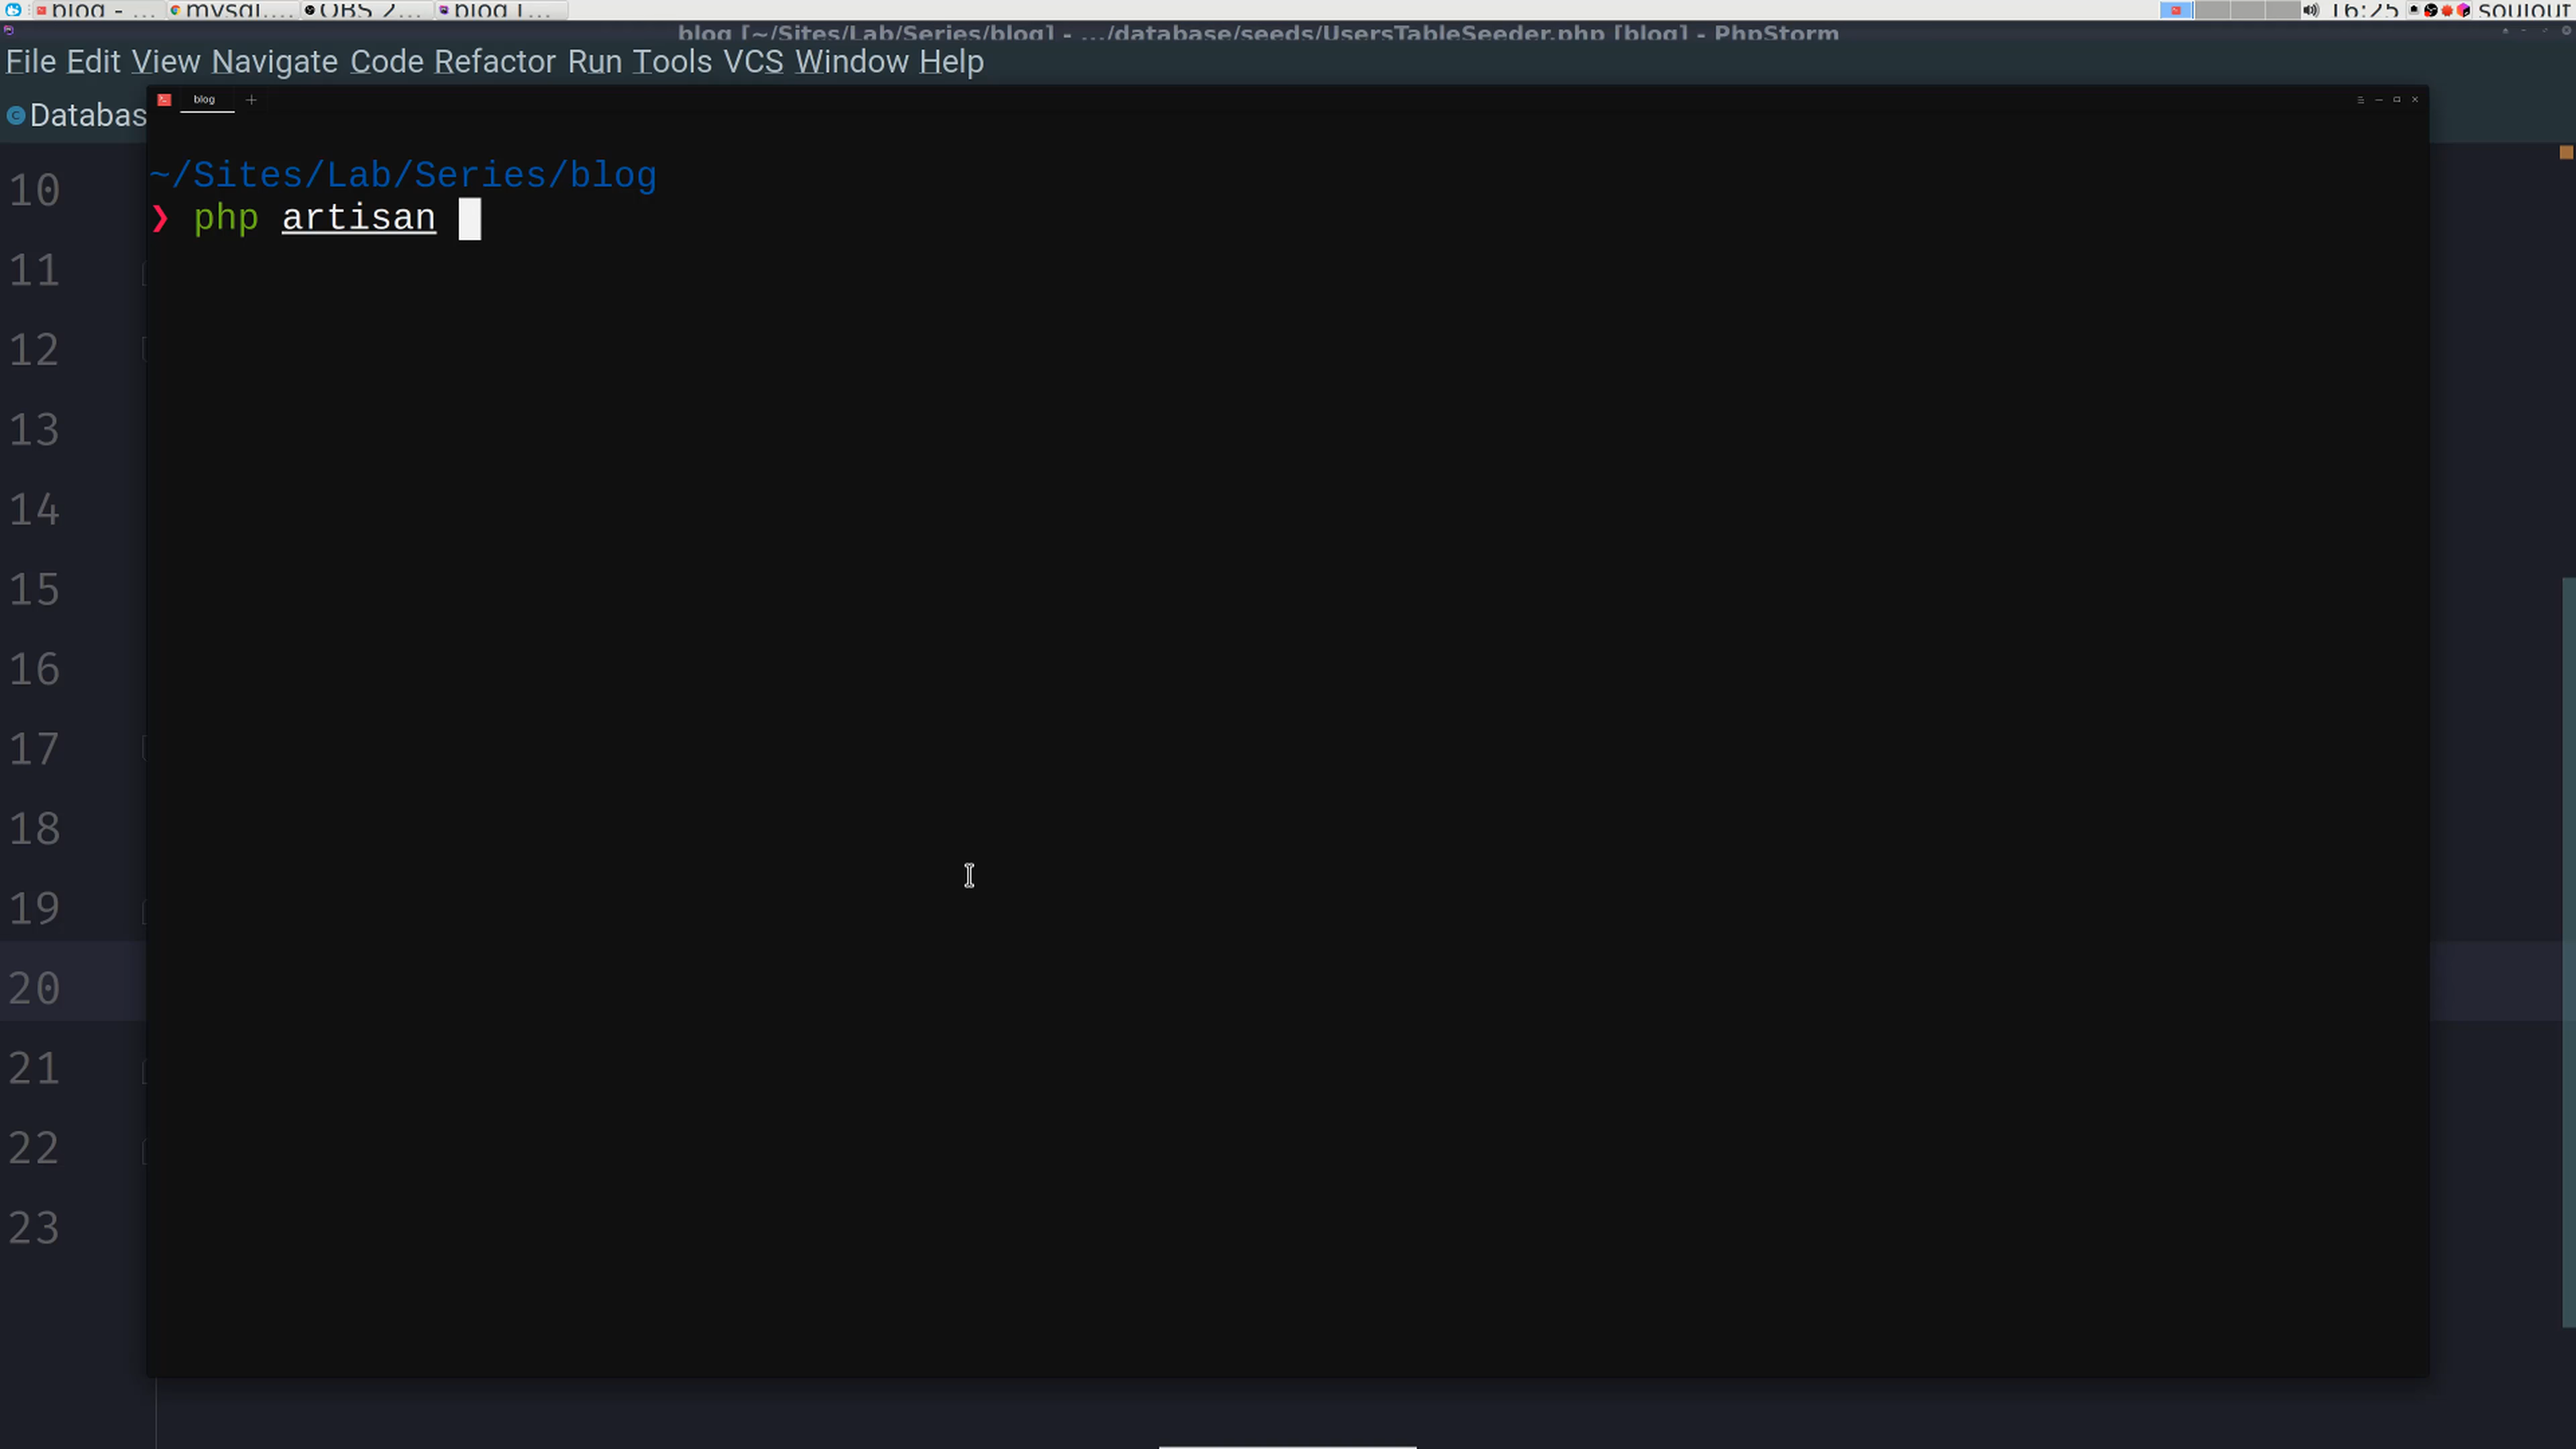 blog - ...
mysql....
OBS 2...
blog [...
16:25
soulout
blog [~/Sites/Lab/Series/blog] - .../database/seeds/UsersTableSeeder.php [blog] - PhpStorm
File Edit View Navigate Code Refactor Run Tools VCS Window Help
Databas
blog
~/Sites/Lab/Series/blog
❯ php artisan
10
11
12
13
14
15
16
17
18
19
20
21
22
23